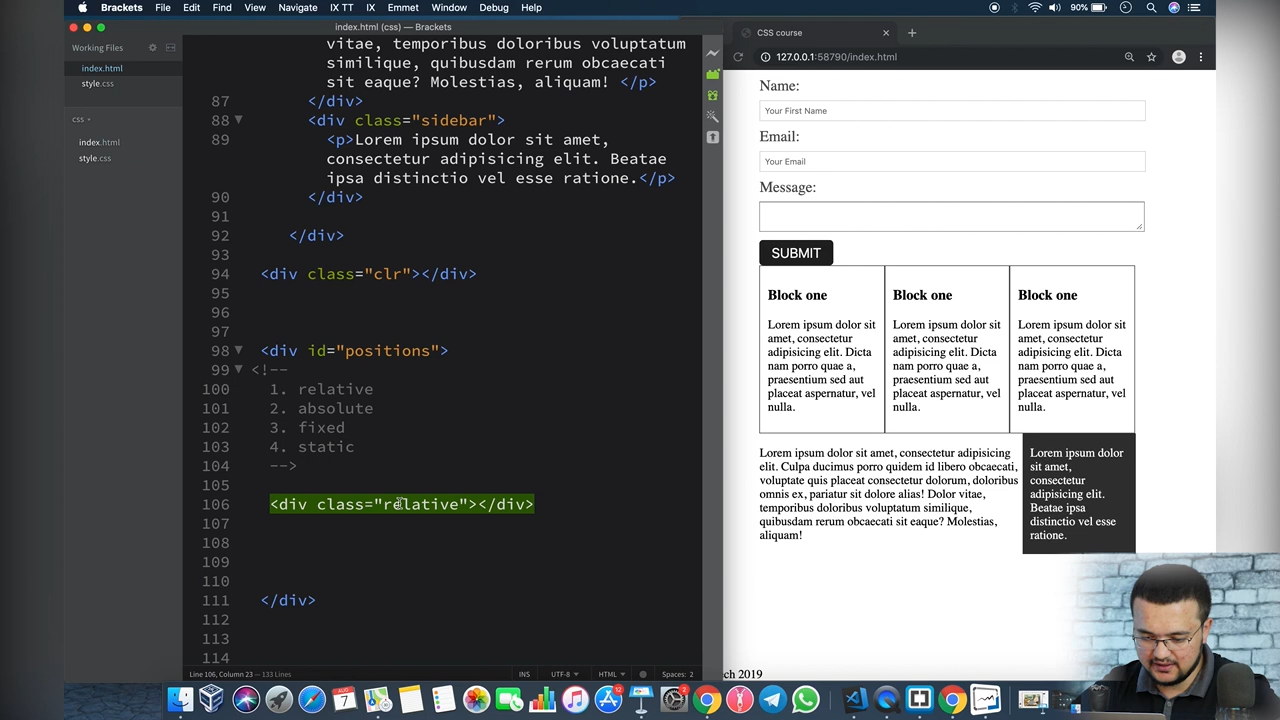 Brackets File Edit Find View Navigate IX TT IX Emmet Window Debug Help 90%
index.html (css) — Brackets
Working Files
index.html
style.css
css
index.html
style.css
vitae, temporibus doloribus voluptatum
similique, quibusdam rerum obcaecati
sit eaque? Molestias, aliquam! </p>
87 </div>
88 <div class="sidebar">
89 <p>Lorem ipsum dolor sit amet,
consectetur adipisicing elit. Beatae
ipsa distinctio vel esse ratione.</p>
90 </div>
91
92 </div>
93
94 <div class="clr"></div>
95
96
97
98 <div id="positions">
99 <!--
100 1. relative
101 2. absolute
102 3. fixed
103 4. static
104 -->
105
106 <div class="relative"></div>
107
108
109
110
111 </div>
112
113
114
Line 106, Column 23 — 133 Lines
INS UTF-8 HTML Spaces: 2
CSS course
127.0.0.1:58790/index.html
Name:
Your First Name
Email:
Your Email
Message:
SUBMIT
Block one Block one Block one
Lorem ipsum dolor sit Lorem ipsum dolor sit Lorem ipsum dolor sit
amet, consectetur amet, consectetur amet, consectetur
adipisicing elit. Dicta adipisicing elit. Dicta adipisicing elit. Dicta
nam porro quae a, nam porro quae a, nam porro quae a,
praesentium sed aut praesentium sed aut praesentium sed aut
placeat aspernatur, vel placeat aspernatur, vel placeat aspernatur, vel
nulla. nulla. nulla.
Lorem ipsum dolor sit amet, consectetur adipisicing
elit. Culpa ducimus porro quidem id libero obcaecati,
voluptate quis placeat consectetur dolorum, doloribus
omnis ex, pariatur sit dolore alias! Dolor vitae,
temporibus doloribus voluptatum similique,
quibusdam rerum obcaecati sit eaque? Molestias,
aliquam!
Lorem ipsum dolor
sit amet,
consectetur
adipisicing elit.
Beatae ipsa
distinctio vel esse
ratione.
ch 2019